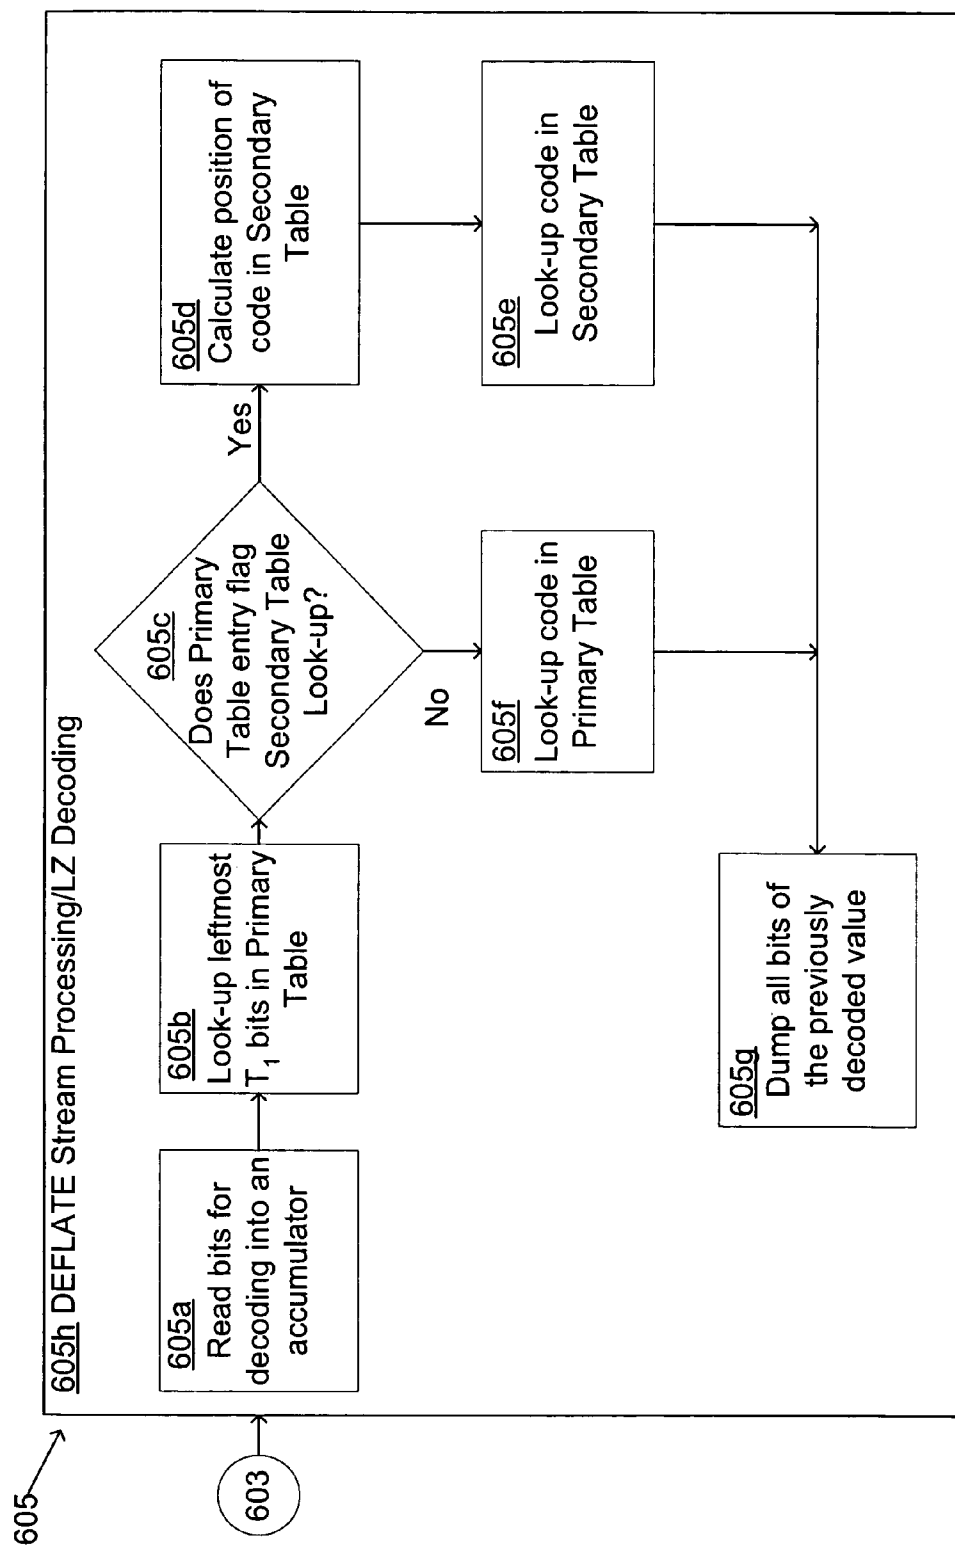 605
605h DEFLATE Stream Processing/LZ Decoding
603
605a
Read bits for
decoding into an
accumulator
605b
Look-up leftmost
T1 bits in Primary
Table
605c
Does Primary
Table entry flag
Secondary Table
Look-up?
Yes
No
605d
Calculate position of
code in Secondary
Table
605e
Look-up code in
Secondary Table
605f
Look-up code in
Primary Table
605g
Dump all bits of
the previously
decoded value